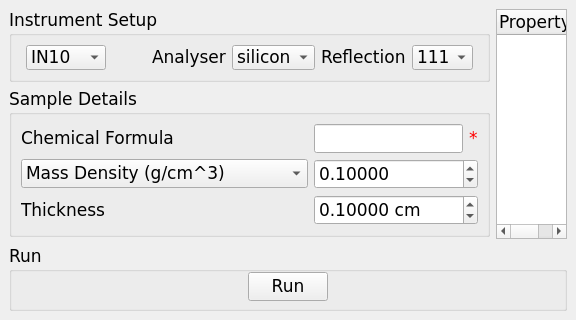 Instrument Setup
Property
IN10 Analyser silicon Reflection 111
Sample Details
Chemical Formula *
Mass Density (g/cm^3) 0.10000
Thickness 0.10000 cm
Run
Run